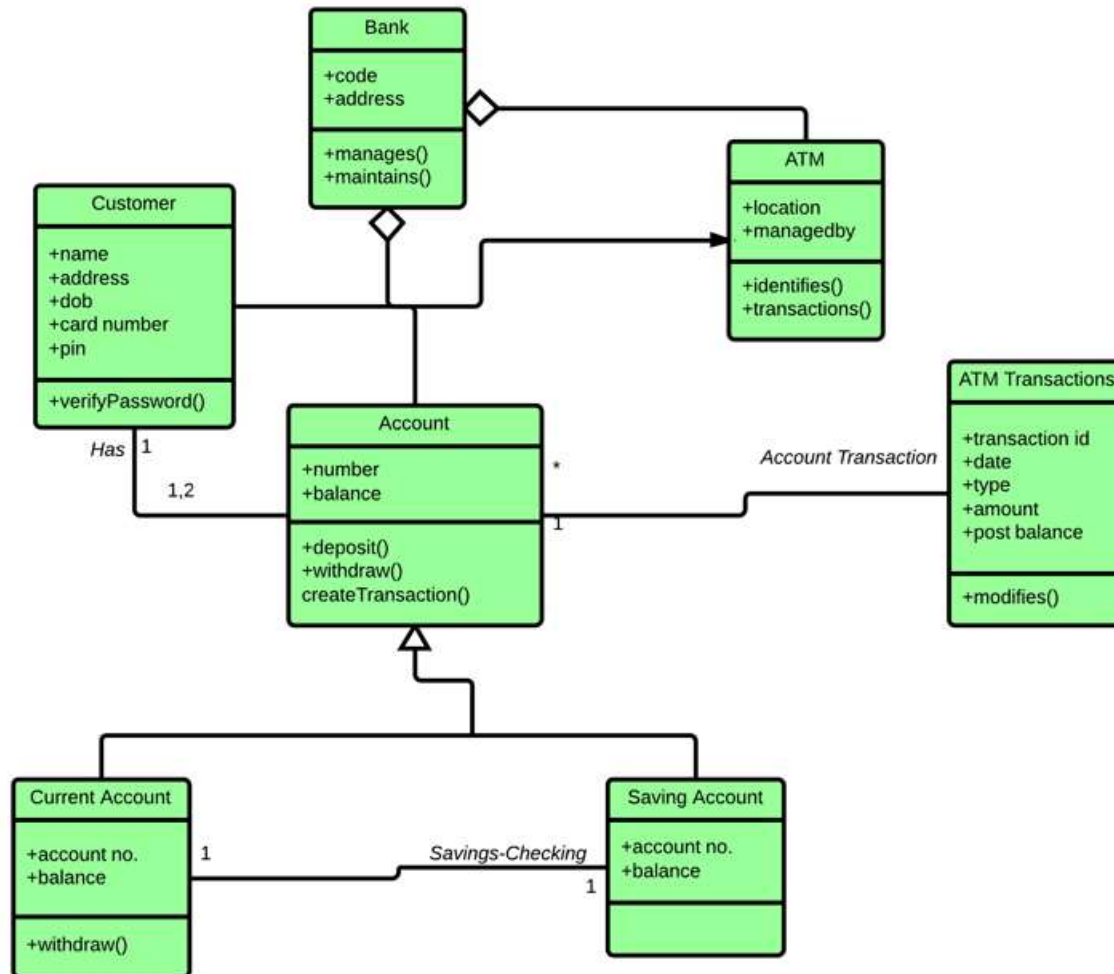 Bank
+code
+address
+manages()
+maintains()
ATM
+location
+managedby
+identifies()
+transactions()
Customer
+name
+address
+dob
+card number
+pin
+verifyPassword()
Has
1
1,2
Account
+number
+balance
+deposit()
+withdraw()
createTransaction()
*
1
Account Transaction
ATM Transactions
+transaction id
+date
+type
+amount
+post balance
+modifies()
Current Account
+account no.
+balance
+withdraw()
1
Savings-Checking
1
Saving Account
+account no.
+balance